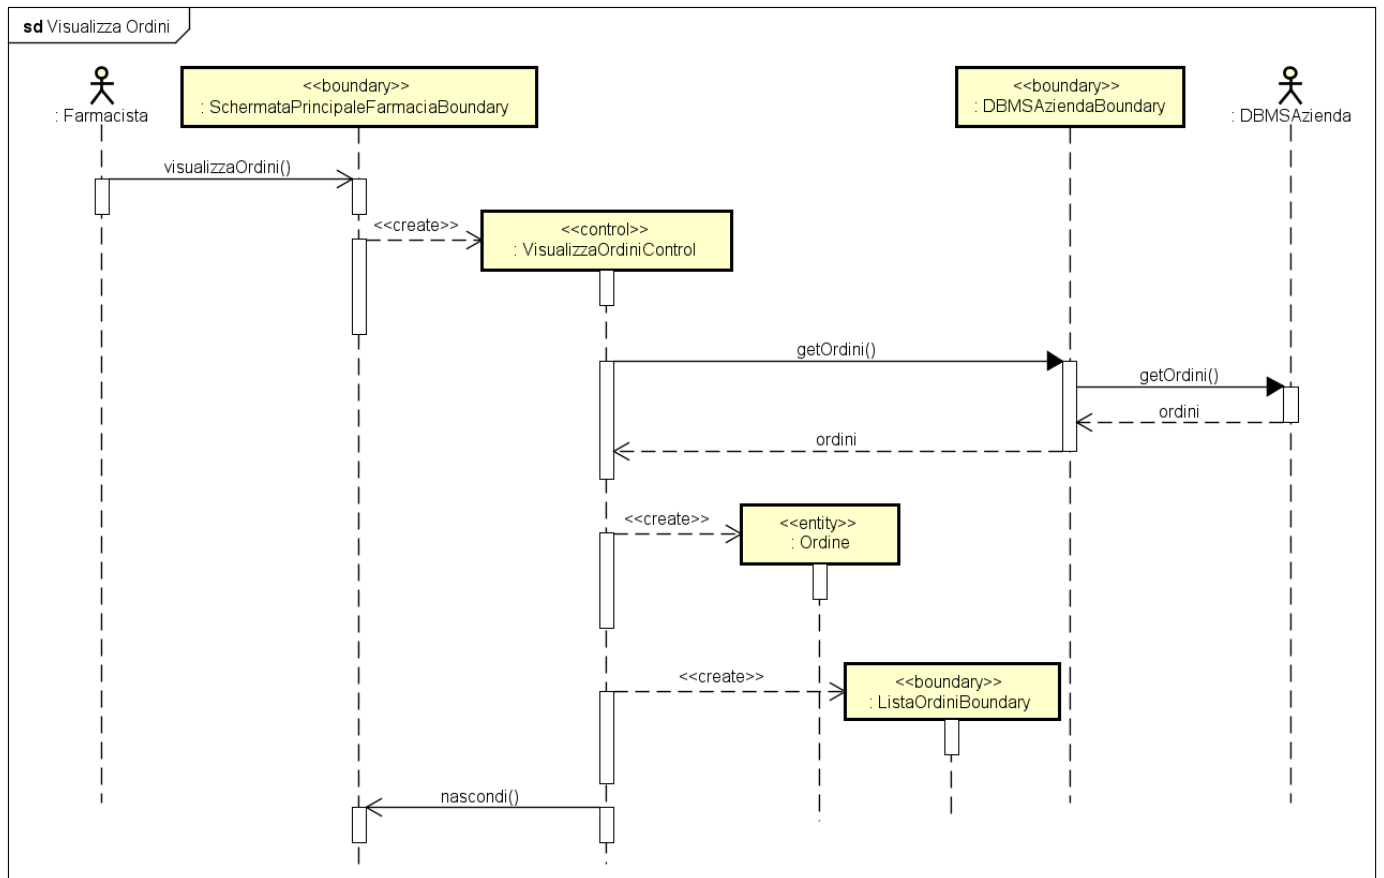 sd Visualizza Ordini
: Farmacista
<<boundary>>
: SchermataPrincipaleFarmaciaBoundary
<<boundary>>
: DBMSAziendaBoundary
: DBMSAzienda
visualizzaOrdini()
<<create>>
<<control>>
: VisualizzaOrdiniControl
getOrdini()
getOrdini()
ordini
ordini
<<create>>
<<entity>>
: Ordine
<<create>>
<<boundary>>
: ListaOrdiniBoundary
nascondi()